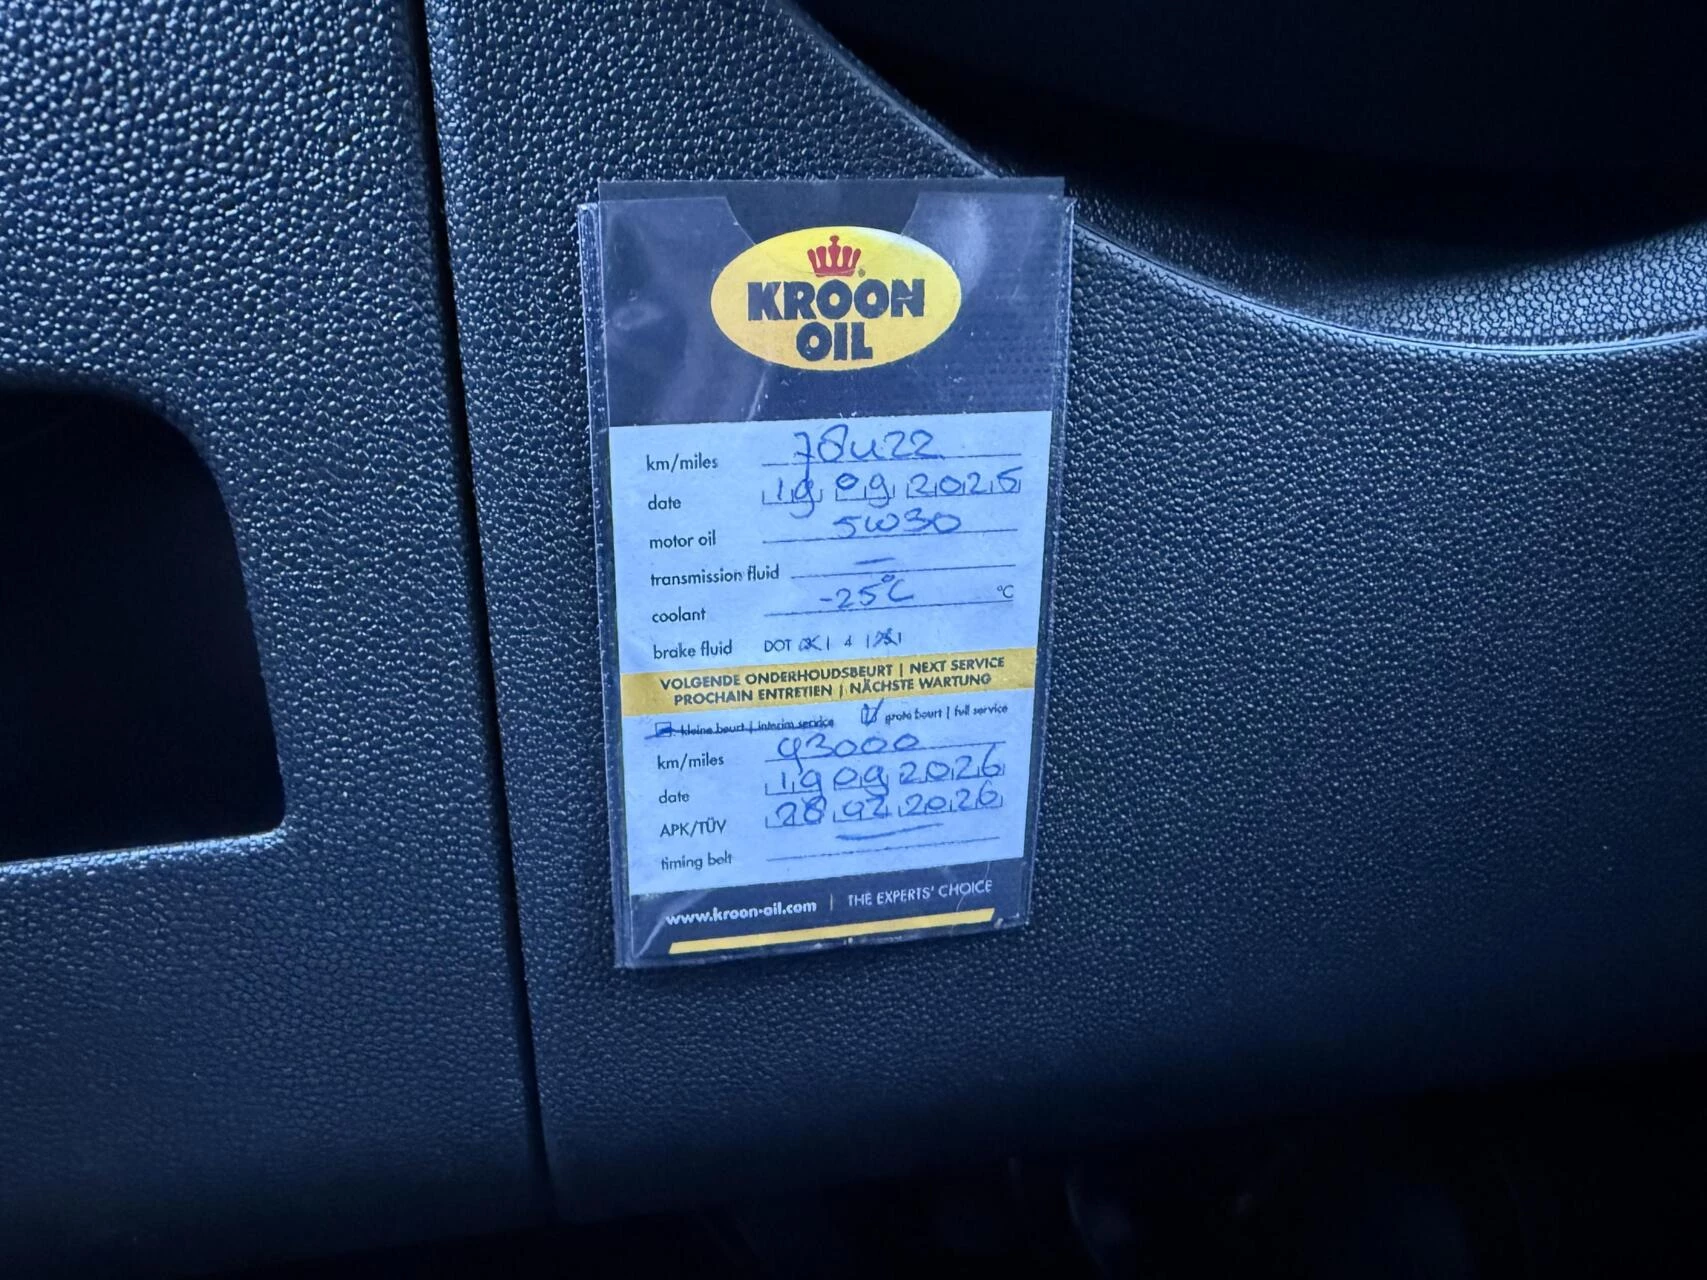 KROON
OIL
km/miles 78422
date 19 09 2025
motor oil 5W30
transmission fluid —
coolant -25°C °C
brake fluid DOT | 4 | 5.1
VOLGENDE ONDERHOUDSBEURT | NEXT SERVICE
PROCHAIN ENTRETIEN | NÄCHSTE WARTUNG
kleine beurt | interim service grote beurt | full service
km/miles 93000
date 19 09 2026
APK/TÜV 28 2026
timing belt
www.kroon-oil.com | THE EXPERTS' CHOICE